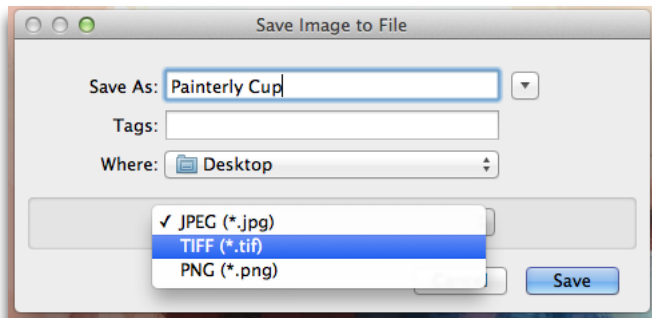 Save Image to File
Save As: Painterly Cup
Tags:
Where: Desktop
✓ JPEG (*.jpg)
TIFF (*.tif)
PNG (*.png)
Save